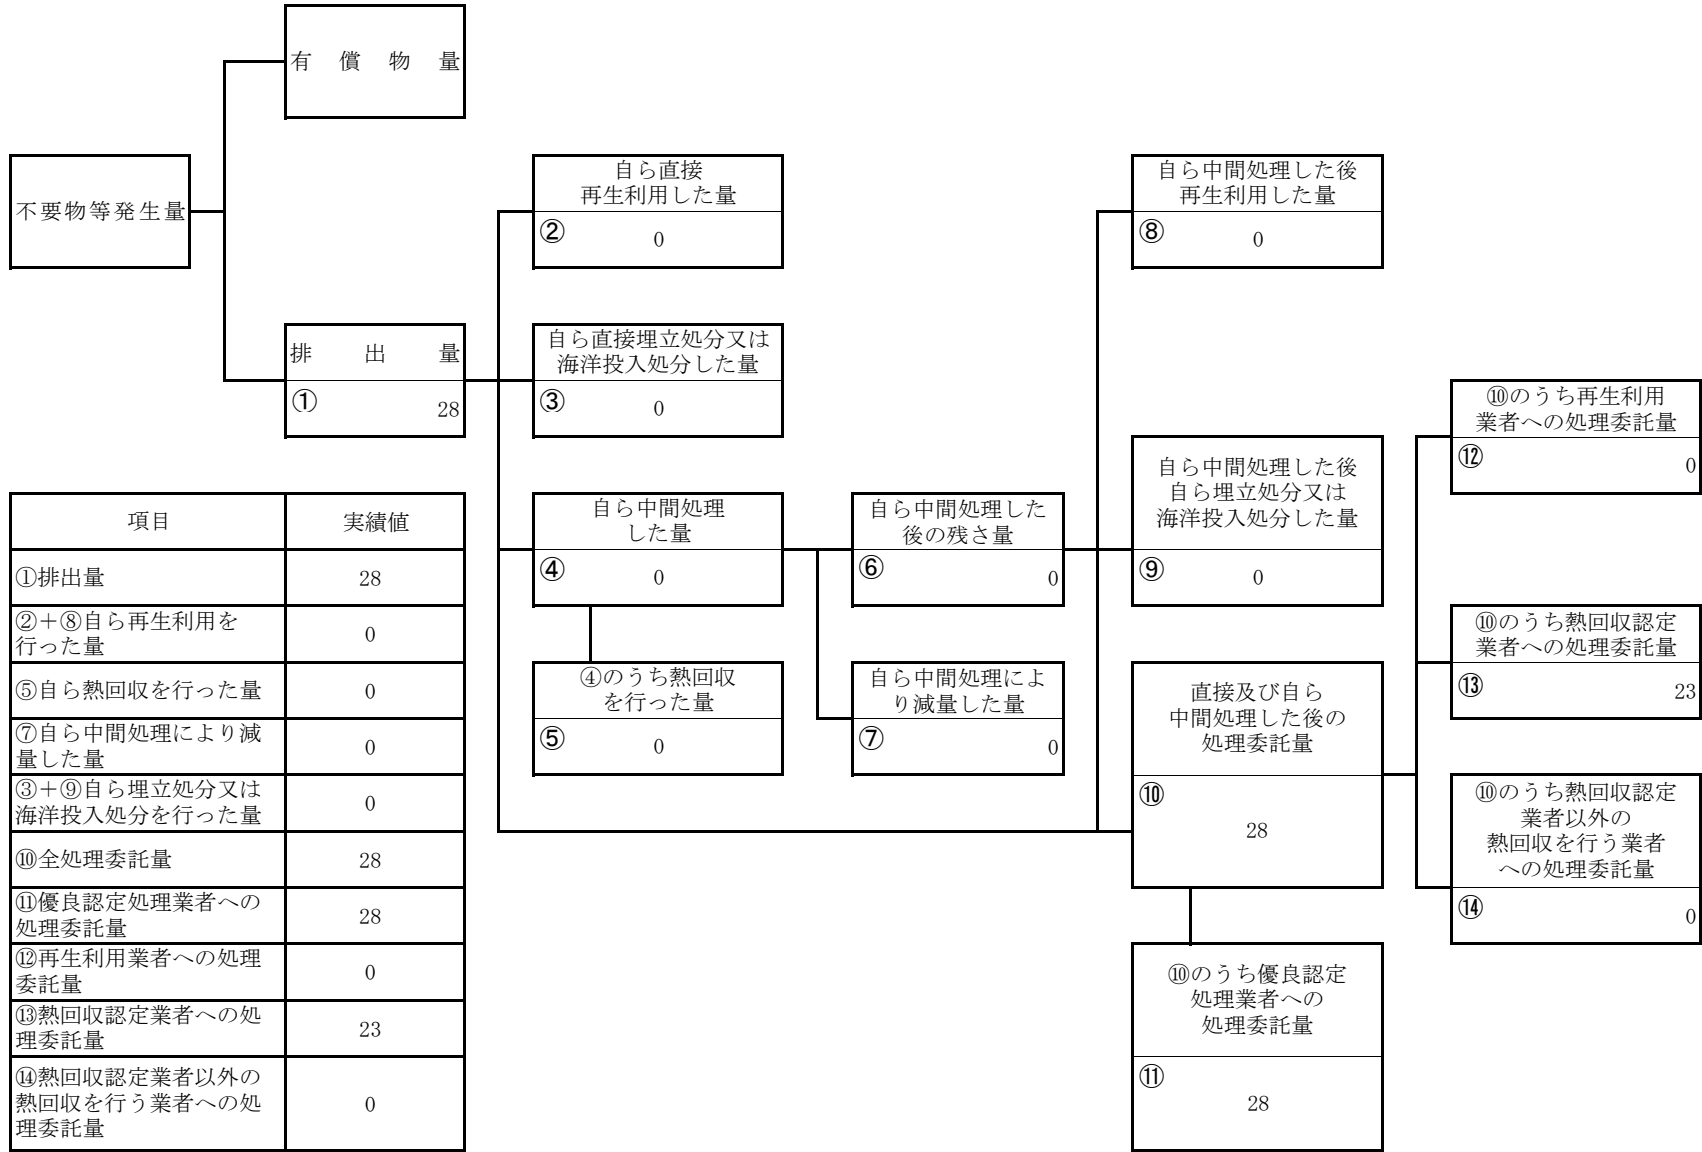 有償物量
不要物等発生量
排出量
①
28
自ら直接
再生利用した量
②
0
自ら直接埋立処分又は
海洋投入処分した量
③
0
自ら中間処理
した量
④
0
④のうち熱回収
を行った量
⑤
0
自ら中間処理した
後の残さ量
⑥
0
自ら中間処理によ
り減量した量
⑦
0
自ら中間処理した後
再生利用した量
⑧
0
自ら中間処理した後
自ら埋立処分又は
海洋投入処分した量
⑨
0
直接及び自ら
中間処理した後の
処理委託量
⑩
28
⑩のうち優良認定
処理業者への
処理委託量
⑪
28
⑩のうち再生利用
業者への処理委託量
⑫
0
⑩のうち熱回収認定
業者への処理委託量
⑬
23
⑩のうち熱回収認定
業者以外の
熱回収を行う業者
への処理委託量
⑭
0
項目 実績値
①排出量 28
②＋⑧自ら再生利用を
行った量
0
⑤自ら熱回収を行った量 0
⑦自ら中間処理により減
量した量
0
③＋⑨自ら埋立処分又は
海洋投入処分を行った量
0
⑩全処理委託量 28
⑪優良認定処理業者への
処理委託量
28
⑫再生利用業者への処理
委託量
0
⑬熱回収認定業者への処
理委託量
23
⑭熱回収認定業者以外の
熱回収を行う業者への処
理委託量
0